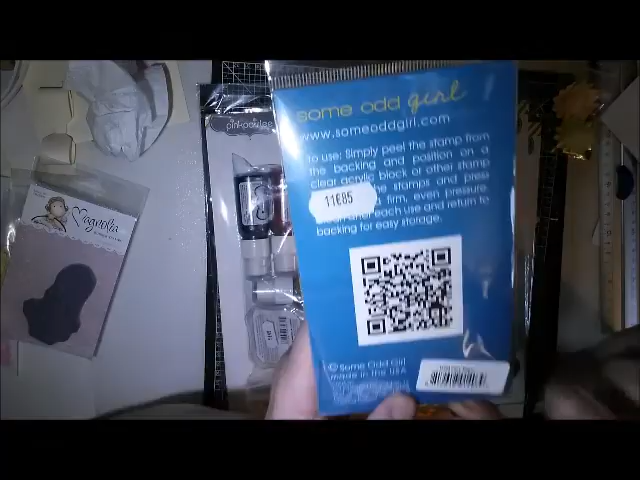 some odd girl
www.someoddgirl.com
To use: Simply peel the stamp from
the backing and position on a
clear acrylic block or other stamp
the stamps and press
a firm, even pressure.
after each use and return to
backing for easy storage.
11€85
© Some Odd Girl
made in the USA
Magnolia